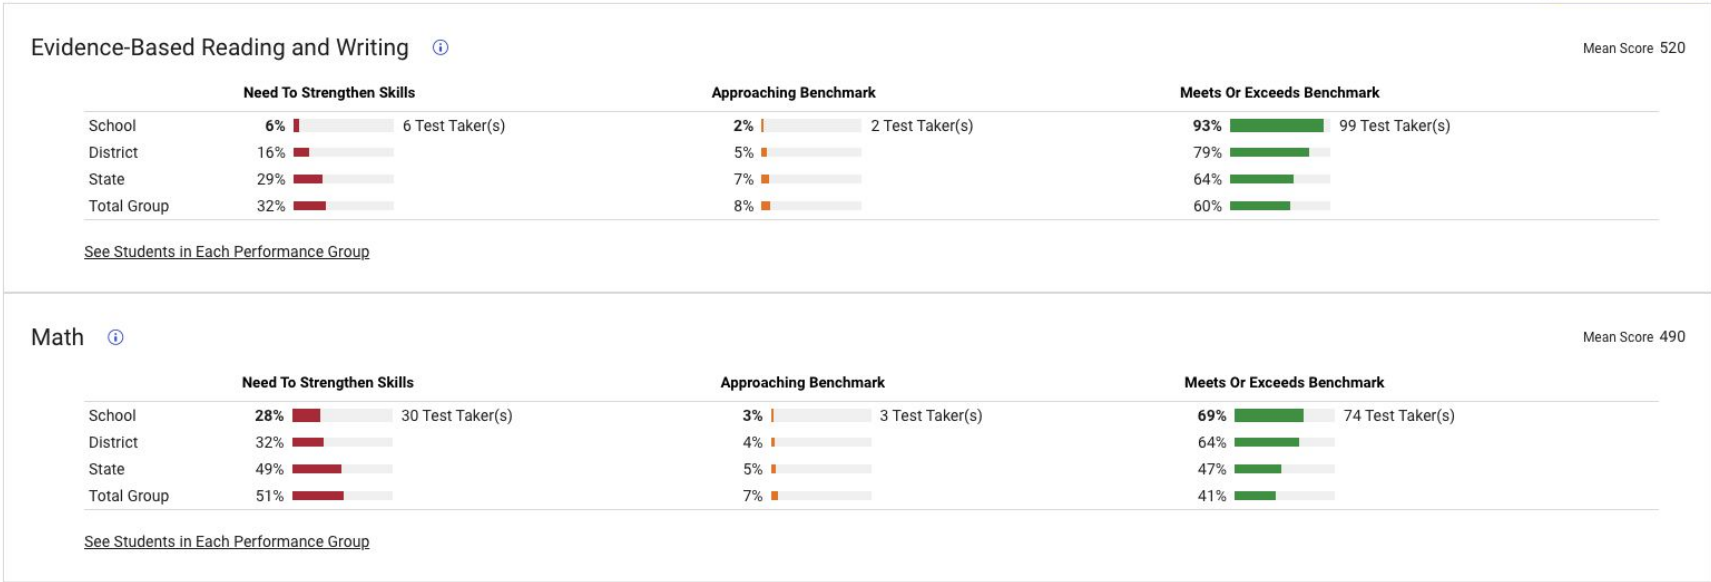 Evidence-Based Reading and Writing
Mean Score 520
Need To Strengthen Skills Approaching Benchmark Meets Or Exceeds Benchmark
School 6% 6 Test Taker(s) 2% 2 Test Taker(s) 93% 99 Test Taker(s)
District 16% 5% 79%
State 29% 7% 64%
Total Group 32% 8% 60%
See Students in Each Performance Group
Math
Mean Score 490
Need To Strengthen Skills Approaching Benchmark Meets Or Exceeds Benchmark
School 28% 30 Test Taker(s) 3% 3 Test Taker(s) 69% 74 Test Taker(s)
District 32% 4% 64%
State 49% 5% 47%
Total Group 51% 7% 41%
See Students in Each Performance Group